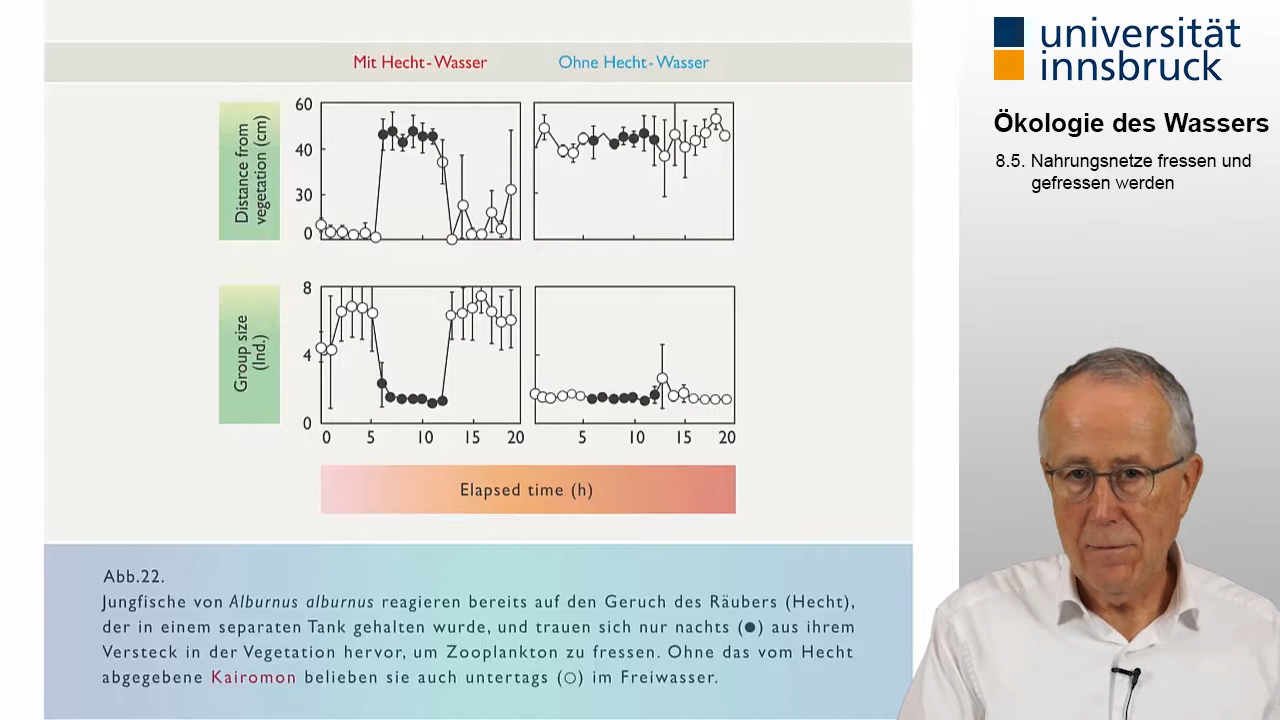 universität
innsbruck
Ökologie des Wassers
8.5. Nahrungsnetze fressen und
gefressen werden
Mit Hecht-Wasser
Ohne Hecht-Wasser
Distance from
vegetation (cm)
60
40
30
0
Group size
(Ind.)
8
4
0
0 5 10 15 20
5 10 15 20
Elapsed time (h)
Abb.22.
Jungfische von Alburnus alburnus reagieren bereits auf den Geruch des Räubers (Hecht),
der in einem separaten Tank gehalten wurde, und trauen sich nur nachts (●) aus ihrem
Versteck in der Vegetation hervor, um Zooplankton zu fressen. Ohne das vom Hecht
abgegebene Kairomon belieben sie auch untertags (○) im Freiwasser.